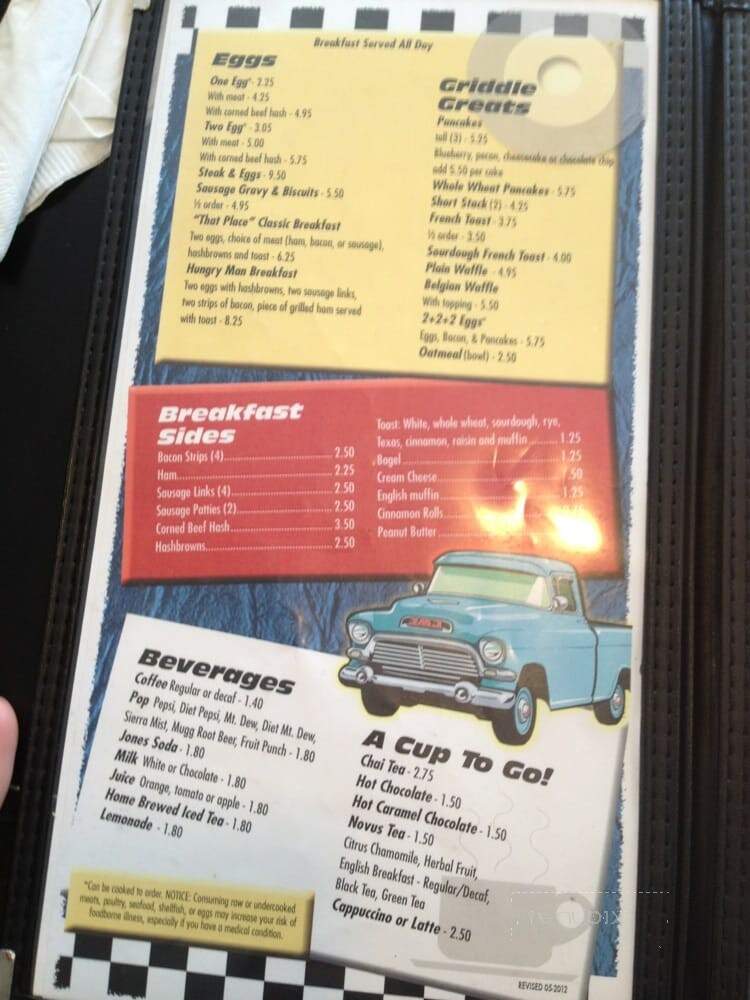 Breakfast Served All Day
Eggs
One Egg* - 2.25
With meat - 4.25
With corned beef hash - 4.95
Two Egg* - 3.05
With meat - 5.00
With corned beef hash - 5.75
Steak & Eggs - 9.50
Sausage Gravy & Biscuits - 5.50
½ order - 4.95
"That Place" Classic Breakfast
Two eggs, choice of meat (ham, bacon, or sausage),
hashbrowns and toast - 6.25
Hungry Man Breakfast
Two eggs with hashbrowns, two sausage links,
two strips of bacon, piece of grilled ham served
with toast - 8.25
Griddle
Greats
Pancakes
(3) - 5.25
Blueberry, pecan, cheesecake or chocolate chip
add 5.50 per cake
Whole Wheat Pancakes - 5.75
Short Stack (2) - 4.25
French Toast - 3.75
½ order - 3.50
Sourdough French Toast - 4.00
Plain Waffle - 4.95
Belgian Waffle
With topping - 5.50
2+2+2 Eggs*
Eggs, Bacon, & Pancakes - 5.75
Oatmeal (bowl) - 2.50
Breakfast
Sides
Bacon Strips (4) 2.50
Ham 2.25
Sausage Links (4) 2.50
Sausage Patties (2) 2.50
Corned Beef Hash 3.50
Hashbrowns 2.50
Toast: White, whole wheat, sourdough, rye,
Texas, cinnamon, raisin and muffin 1.25
Bagel 1.25
Cream Cheese .50
English muffin 1.25
Cinnamon Rolls
Peanut Butter
GMC
Beverages
Coffee Regular or decaf - 1.40
Pop Pepsi, Diet Pepsi, Mt. Dew, Diet Mt. Dew,
Sierra Mist, Mugg Root Beer, Fruit Punch - 1.80
Jones Soda - 1.80
Milk White or Chocolate - 1.80
Juice Orange, tomato or apple - 1.80
Home Brewed Iced Tea - 1.80
Lemonade - 1.80
A Cup To Go!
Chai Tea - 2.75
Hot Chocolate - 1.50
Hot Caramel Chocolate - 1.50
Novus Tea - 1.50
Citrus Chamomile, Herbal Fruit,
English Breakfast - Regular/Decaf,
Black Tea, Green Tea
Cappuccino or Latte - 2.50
*Can be cooked to order. NOTICE: Consuming raw or undercooked
meats, poultry, seafood, shellfish, or eggs may increase your risk of
foodborne illness, especially if you have a medical condition.
REVISED 05-2012